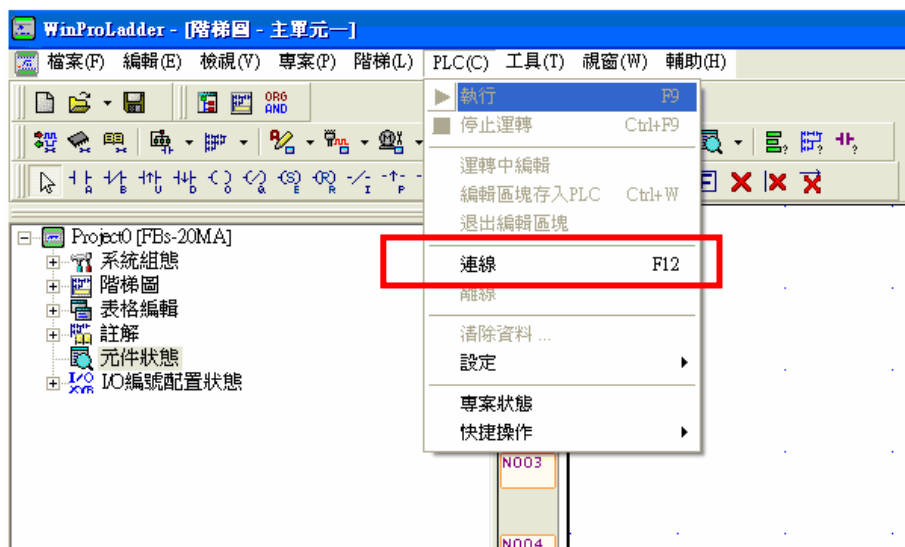 WinProLadder - [階梯圖 - 主單元一]
檔案(F) 編輯(E) 檢視(V) 專案(P) 階梯(L) PLC(C) 工具(T) 視窗(W) 輔助(H)
ORG
AND
執行 F9
停止運轉 Ctrl+F9
運轉中編輯
編輯區塊存入PLC Ctrl+W
退出編輯區塊
連線 F12
離線
清除資料 ...
設定
專案狀態
快捷操作
Project0 [FBs-20MA]
系統組態
階梯圖
表格編輯
註解
元件狀態
I/O編號配置狀態
N003
N004